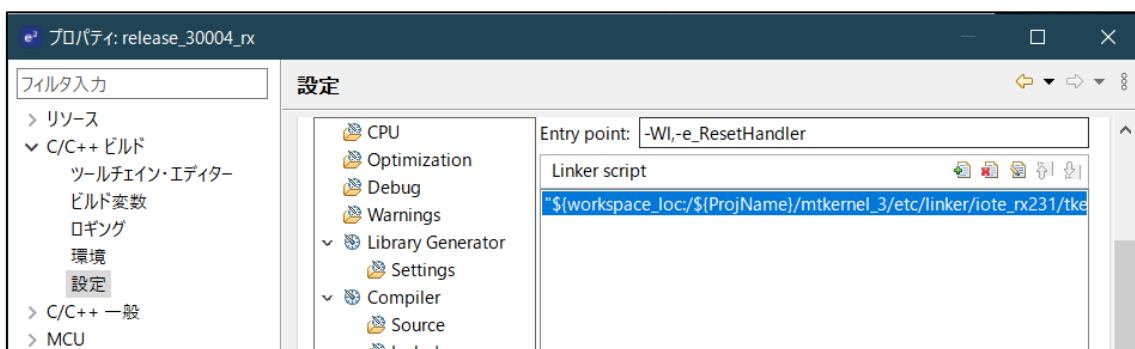 e² プロパティ: release_30004_rx
フィルタ入力
設定
リソース
C/C++ ビルド
ツールチェイン・エディター
ビルド変数
ロギング
環境
設定
C/C++ 一般
MCU
CPU
Optimization
Debug
Warnings
Library Generator
Settings
Compiler
Source
Entry point: -Wl,-e_ResetHandler
Linker script
"${workspace_loc:/${ProjName}/mtkernel_3/etc/linker/iote_rx231/tke